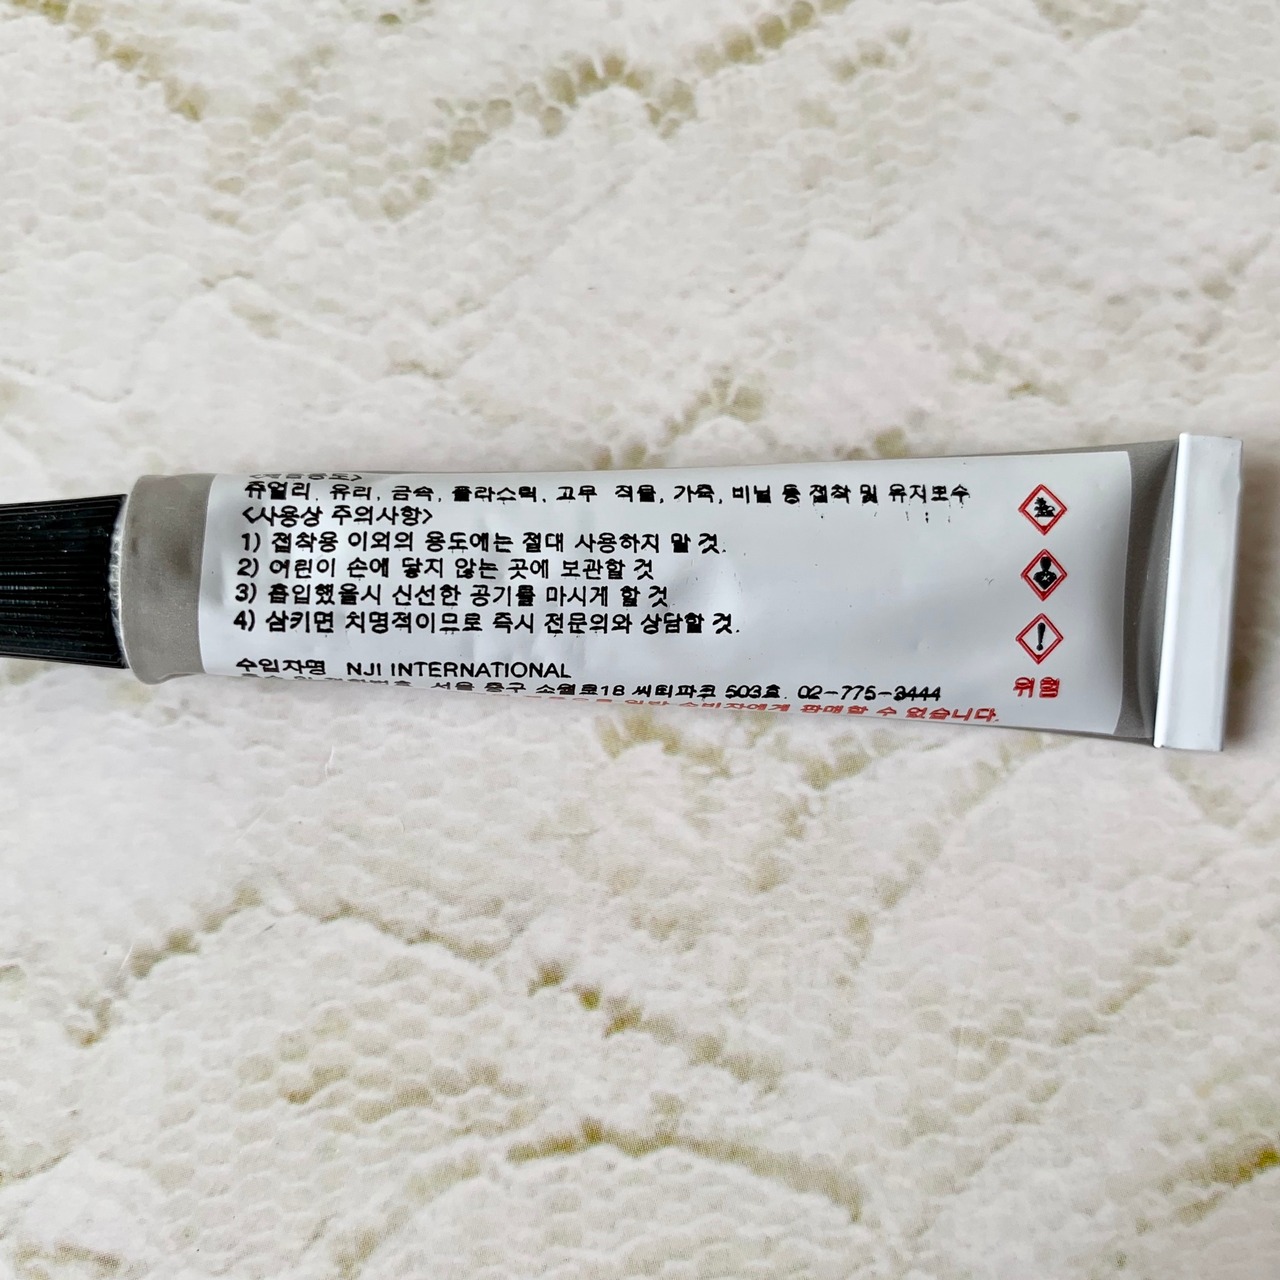 쥬얼리, 유리, 금속, 플라스틱, 고무 직물, 가죽, 비닐 등 접착 및 유지보수
<사용상 주의사항>
1) 접착용 이외의 용도에는 절대 사용하지 말 것.
2) 어린이 손에 닿지 않는 곳에 보관할 것
3) 흡입했을시 신선한 공기를 마시게 할 것
4) 삼키면 치명적이므로 즉시 전문의와 상담할 것.
수입자명 NJI INTERNATIONAL
서울 중구 소월로18 씨티파크 503호. 02-775-3444
일반 소비자에게 판매할 수 없습니다.
위험